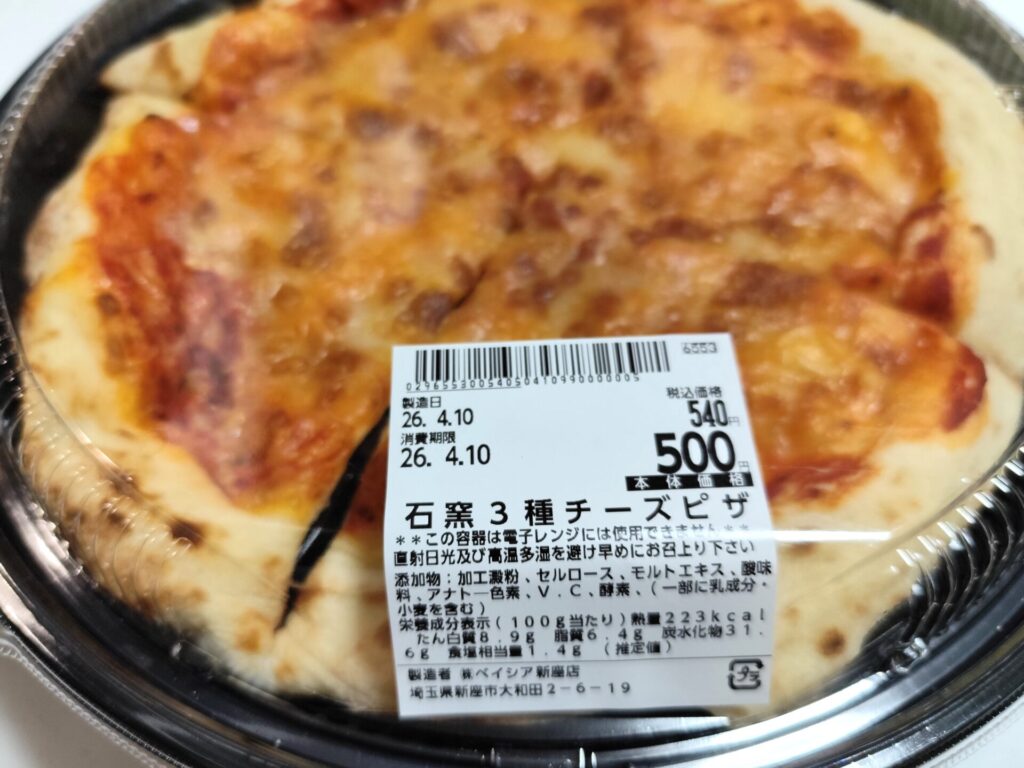 6553
02965530054050410990000005
製造日
26. 4.10
消費期限
26. 4.10
税込価格
540円
500円
本体価格
石窯3種チーズピザ
**この容器は電子レンジには使用できません**
直射日光及び高温多湿を避け早めにお召上り下さい
添加物:加工澱粉、セルロース、モルトエキス、酸味
料、アナトー色素、V.C、酵素、(一部に乳成分・
小麦を含む)
栄養成分表示(100g当たり)熱量223kcal
たん白質8.9g 脂質6.4g 炭水化物31.
6g 食塩相当量1.4g (推定値)
製造者 ㈱ベイシア新座店
埼玉県新座市大和田2-6-19
プラ